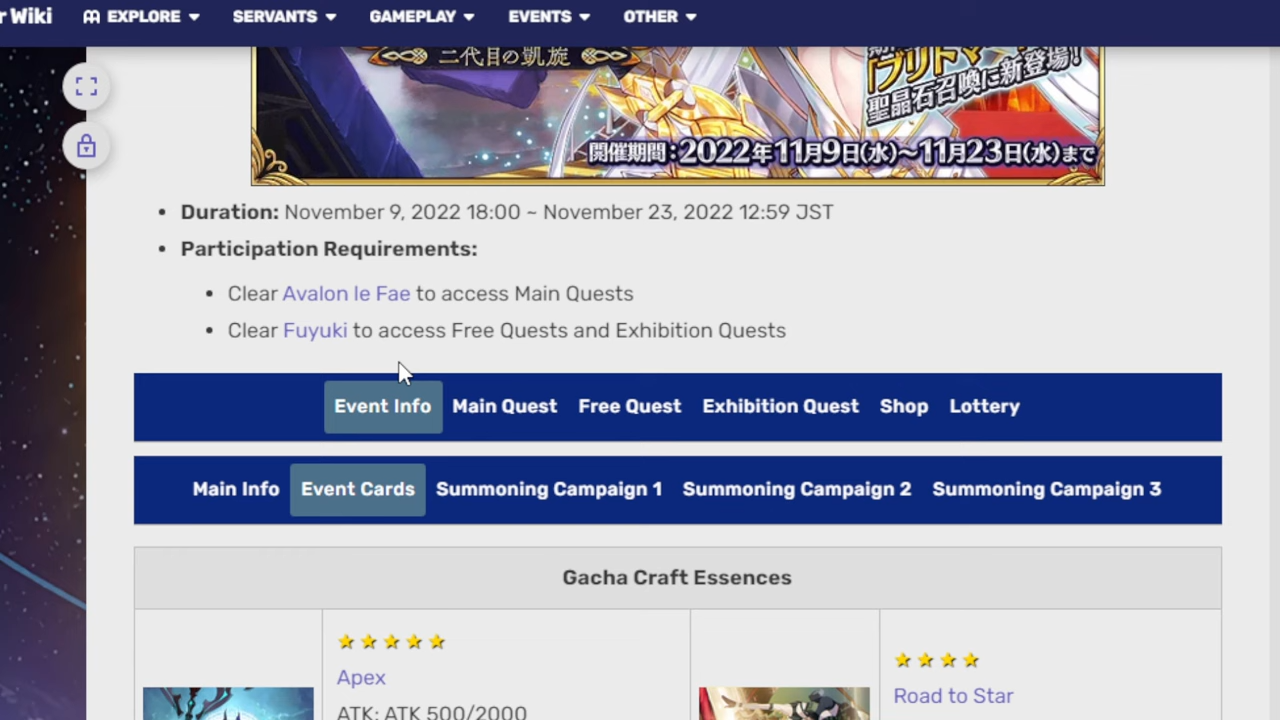 r Wiki EXPLORE SERVANTS GAMEPLAY EVENTS OTHER
二代目の凱旋
「ブリトマー
聖晶石召喚に新登場!
開催期間:2022年11月9日(水)~11月23日(水)まで
Duration: November 9, 2022 18:00 ~ November 23, 2022 12:59 JST
Participation Requirements:
Clear Avalon le Fae to access Main Quests
Clear Fuyuki to access Free Quests and Exhibition Quests
Event Info Main Quest Free Quest Exhibition Quest Shop Lottery
Main Info Event Cards Summoning Campaign 1 Summoning Campaign 2 Summoning Campaign 3
Gacha Craft Essences
Apex
Road to Star
ATK: ATK 500/2000